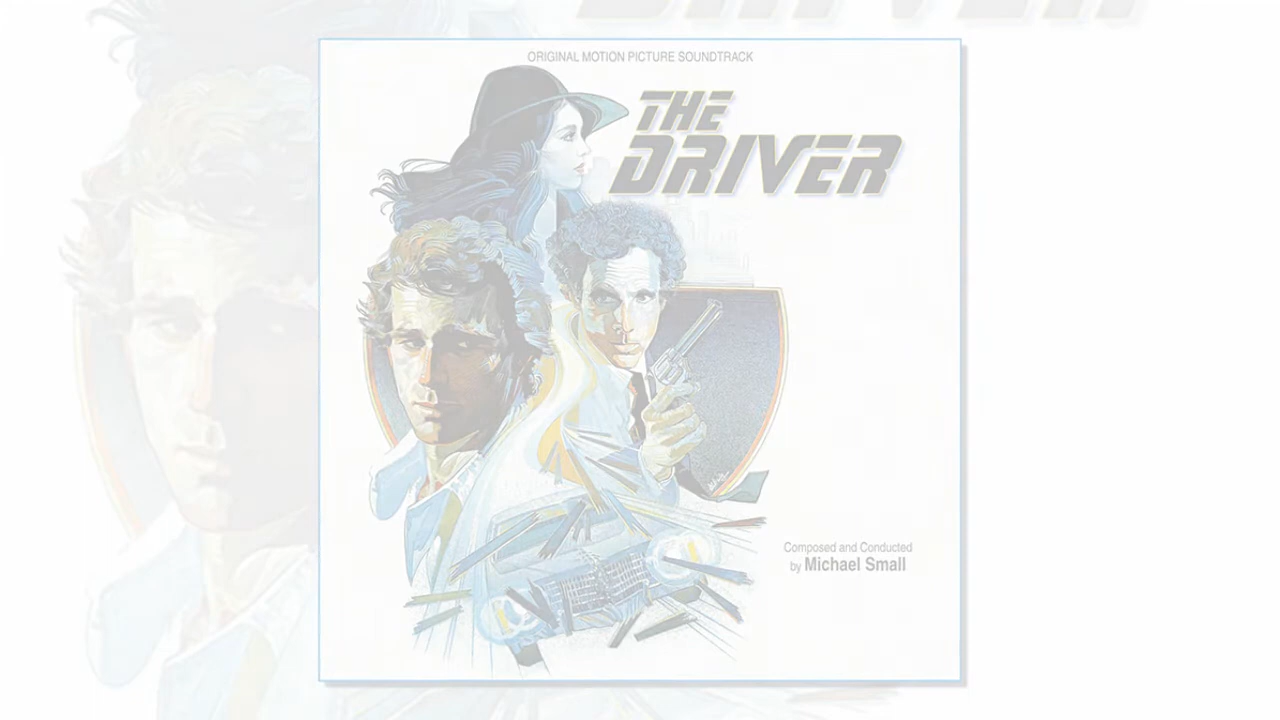 ORIGINAL MOTION PICTURE SOUNDTRACK
THE
DRIVER
Composed and Conducted
by Michael Small